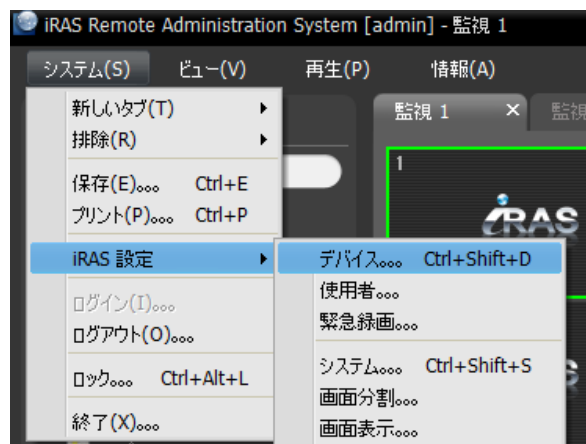 iRAS Remote Administration System [admin] - 監視 1
システム(S) ビュー(V) 再生(P) 情報(A)
新しいタブ(T)
排除(R)
保存(E)... Ctrl+E
プリント(P)... Ctrl+P
iRAS 設定
ログイン(I)...
ログアウト(O)...
ロック... Ctrl+Alt+L
終了(X)...
監視 1 × 監視
1
iRAS
デバイス... Ctrl+Shift+D
使用者...
緊急録画...
システム... Ctrl+Shift+S
画面分割...
画面表示...